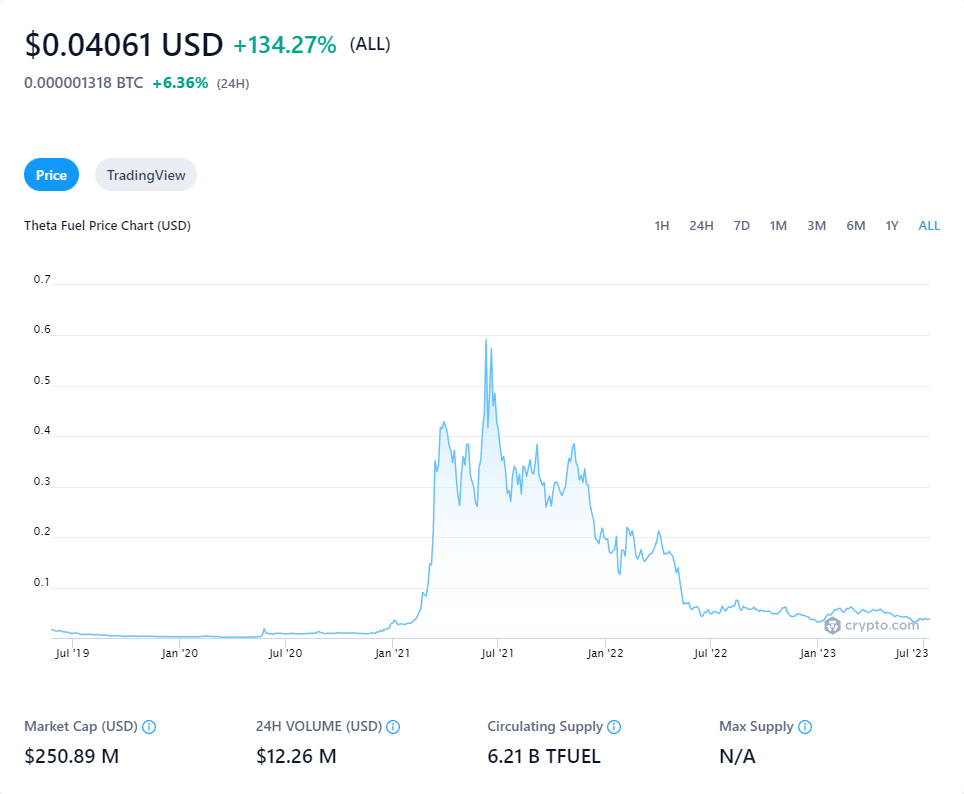 $0.04061 USD +134.27% (ALL)
0.000001318 BTC +6.36% (24H)
Price TradingView
Theta Fuel Price Chart (USD) 1H 24H 7D 1M 3M 6M 1Y ALL
0.7
0.6
0.5
0.4
0.3
0.2
0.1
crypto.com
Jul '19 Jan '20 Jul '20 Jan '21 Jul '21 Jan '22 Jul '22 Jan '23 Jul '23
Market Cap (USD) 24H VOLUME (USD) Circulating Supply Max Supply
$250.89 M $12.26 M 6.21 B TFUEL N/A